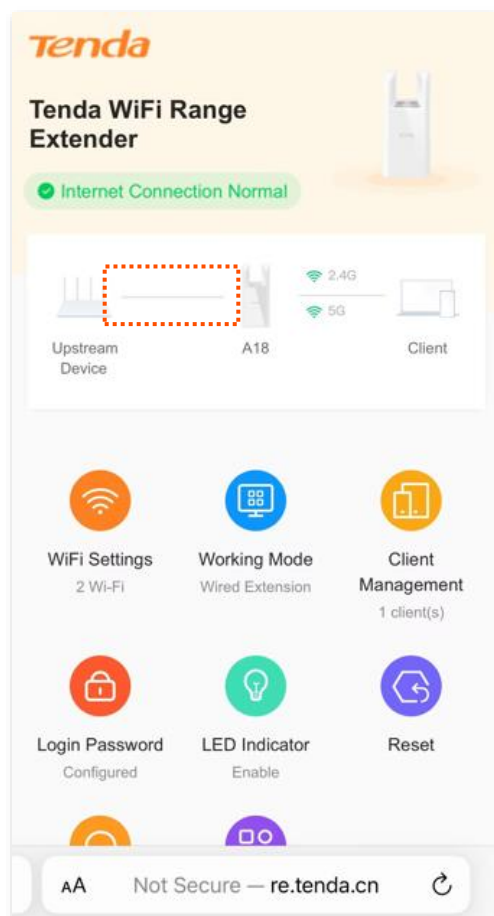 Tenda
Tenda WiFi Range
Extender
Internet Connection Normal
2.4G
5G
Upstream
Device
A18
Client
WiFi Settings
2 Wi-Fi
Working Mode
Wired Extension
Client
Management
1 client(s)
Login Password
Configured
LED Indicator
Enable
Reset
AA Not Secure — re.tenda.cn